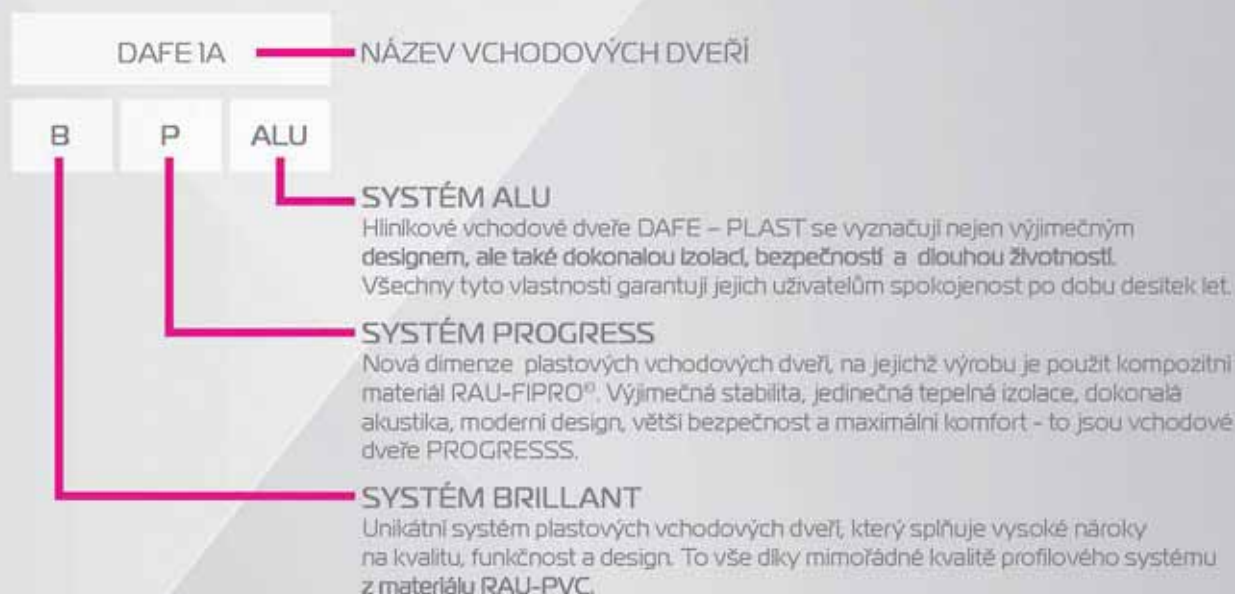 DAFE 1A
NÁZEV VCHODOVÝCH DVEŘÍ
B P ALU
SYSTÉM ALU
Hliníkové vchodové dveře DAFE – PLAST se vyznačují nejen výjimečným
designem, ale také dokonalou izolací, bezpečností a dlouhou životností.
Všechny tyto vlastnosti garantují jejich uživatelům spokojenost po dobu desítek let.
SYSTÉM PROGRESS
Nová dimenze plastových vchodových dveří, na jejichž výrobu je použit kompozitní
materiál RAU-FIPRO®. Výjimečná stabilita, jedinečná tepelná izolace, dokonalá
akustika, moderní design, větší bezpečnost a maximální komfort - to jsou vchodové
dveře PROGRESSS.
SYSTÉM BRILLANT
Unikátní systém plastových vchodových dveří, který splňuje vysoké nároky
na kvalitu, funkčnost a design. To vše díky mimořádné kvalitě profilového systému
z materiálu RAU-PVC.